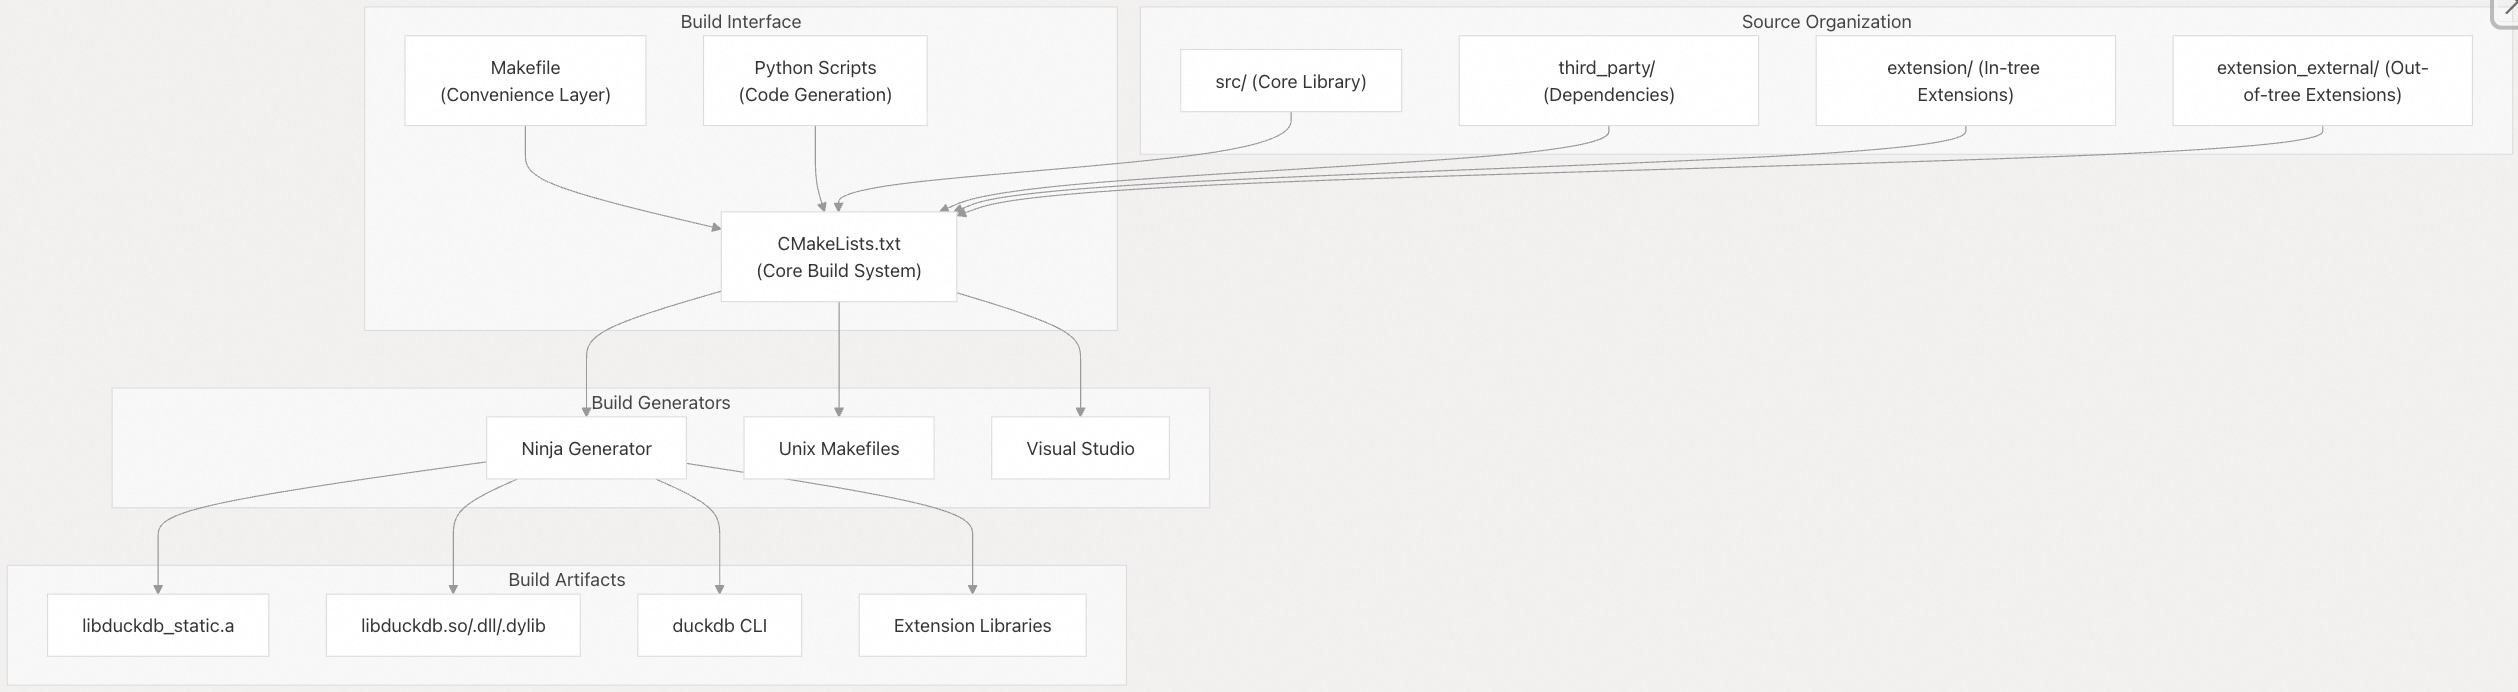 Build Interface
Makefile
(Convenience Layer)
Python Scripts
(Code Generation)
Source Organization
src/ (Core Library)
third_party/
(Dependencies)
extension/ (In-tree
Extensions)
extension_external/ (Out-
of-tree Extensions)
CMakeLists.txt
(Core Build System)
Build Generators
Ninja Generator
Unix Makefiles
Visual Studio
Build Artifacts
libduckdb_static.a
libduckdb.so/.dll/.dylib
duckdb CLI
Extension Libraries